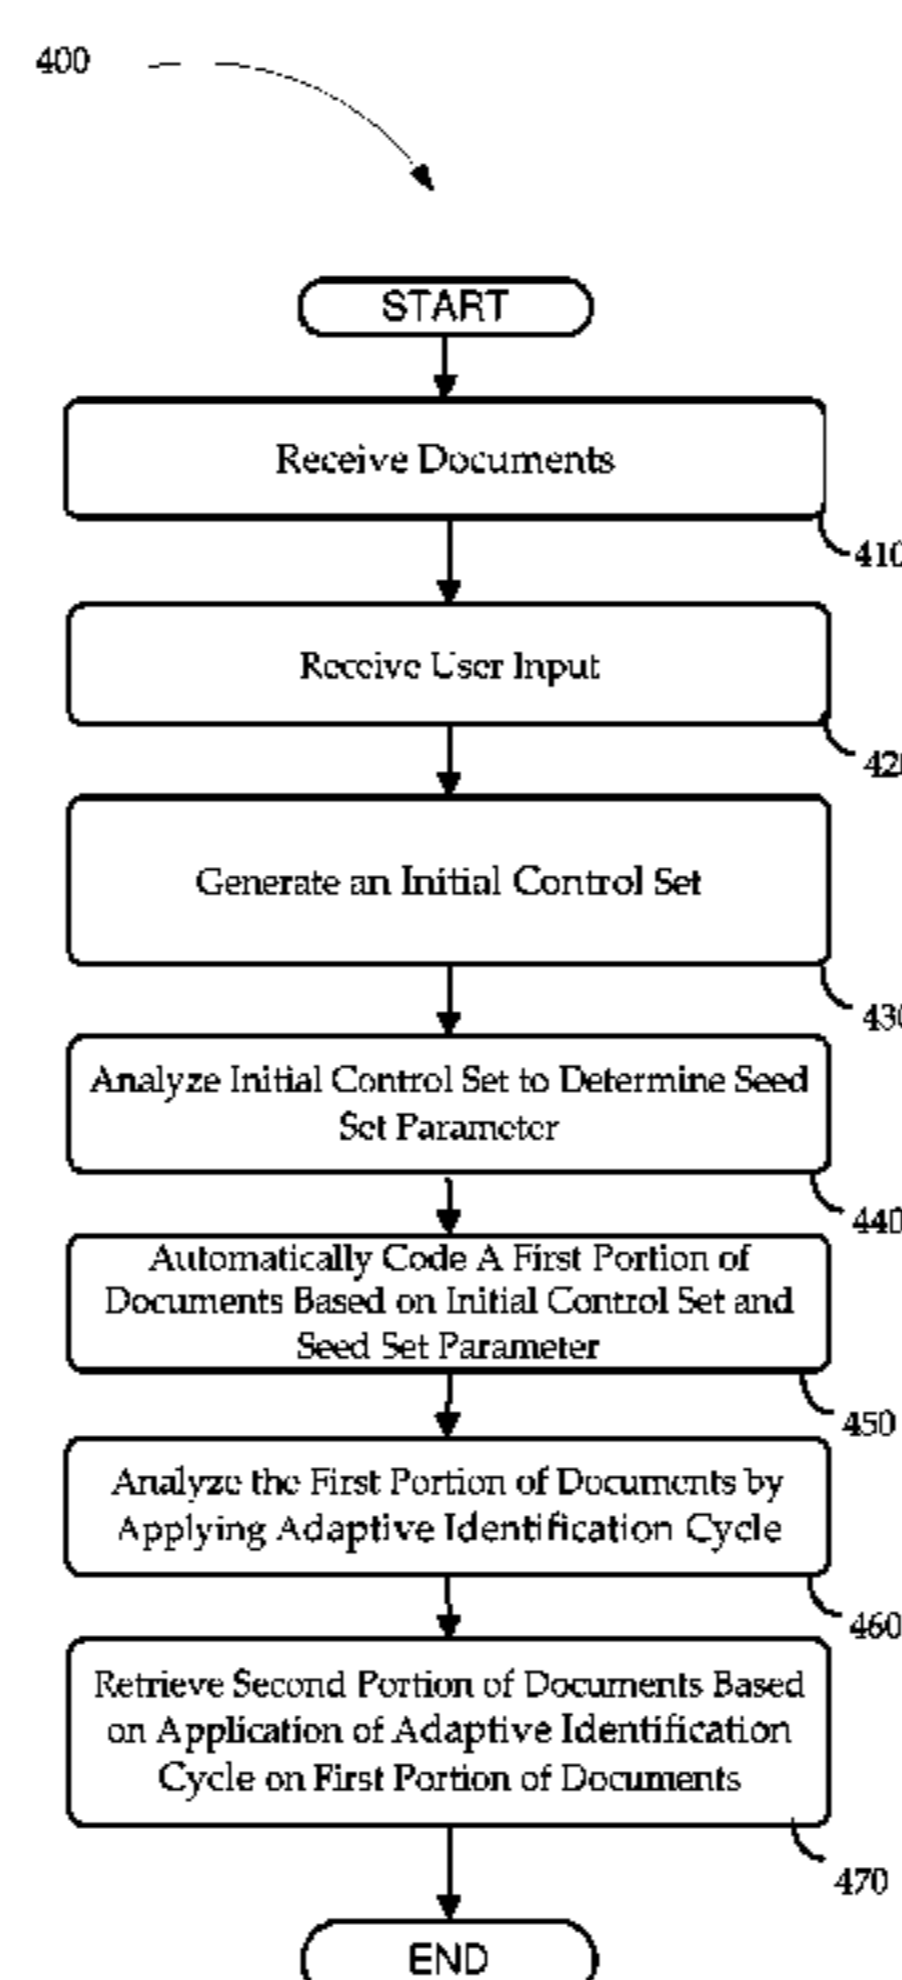 400
START
Receive Documents
410
Receive User Input
420
Generate an Initial Control Set
430
Analyze Initial Control Set to Determine Seed
Set Parameter
440
Automatically Code A First Portion of
Documents Based on Initial Control Set and
Seed Set Parameter
450
Analyze the First Portion of Documents by
Applying Adaptive Identification Cycle
460
Retrieve Second Portion of Documents Based
on Application of Adaptive Identification
Cycle on First Portion of Documents
470
END